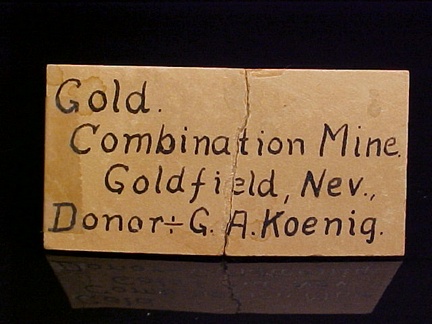 Gold.
Combination Mine.
Goldfield, Nev.,
Donor÷ G. A. Koenig.